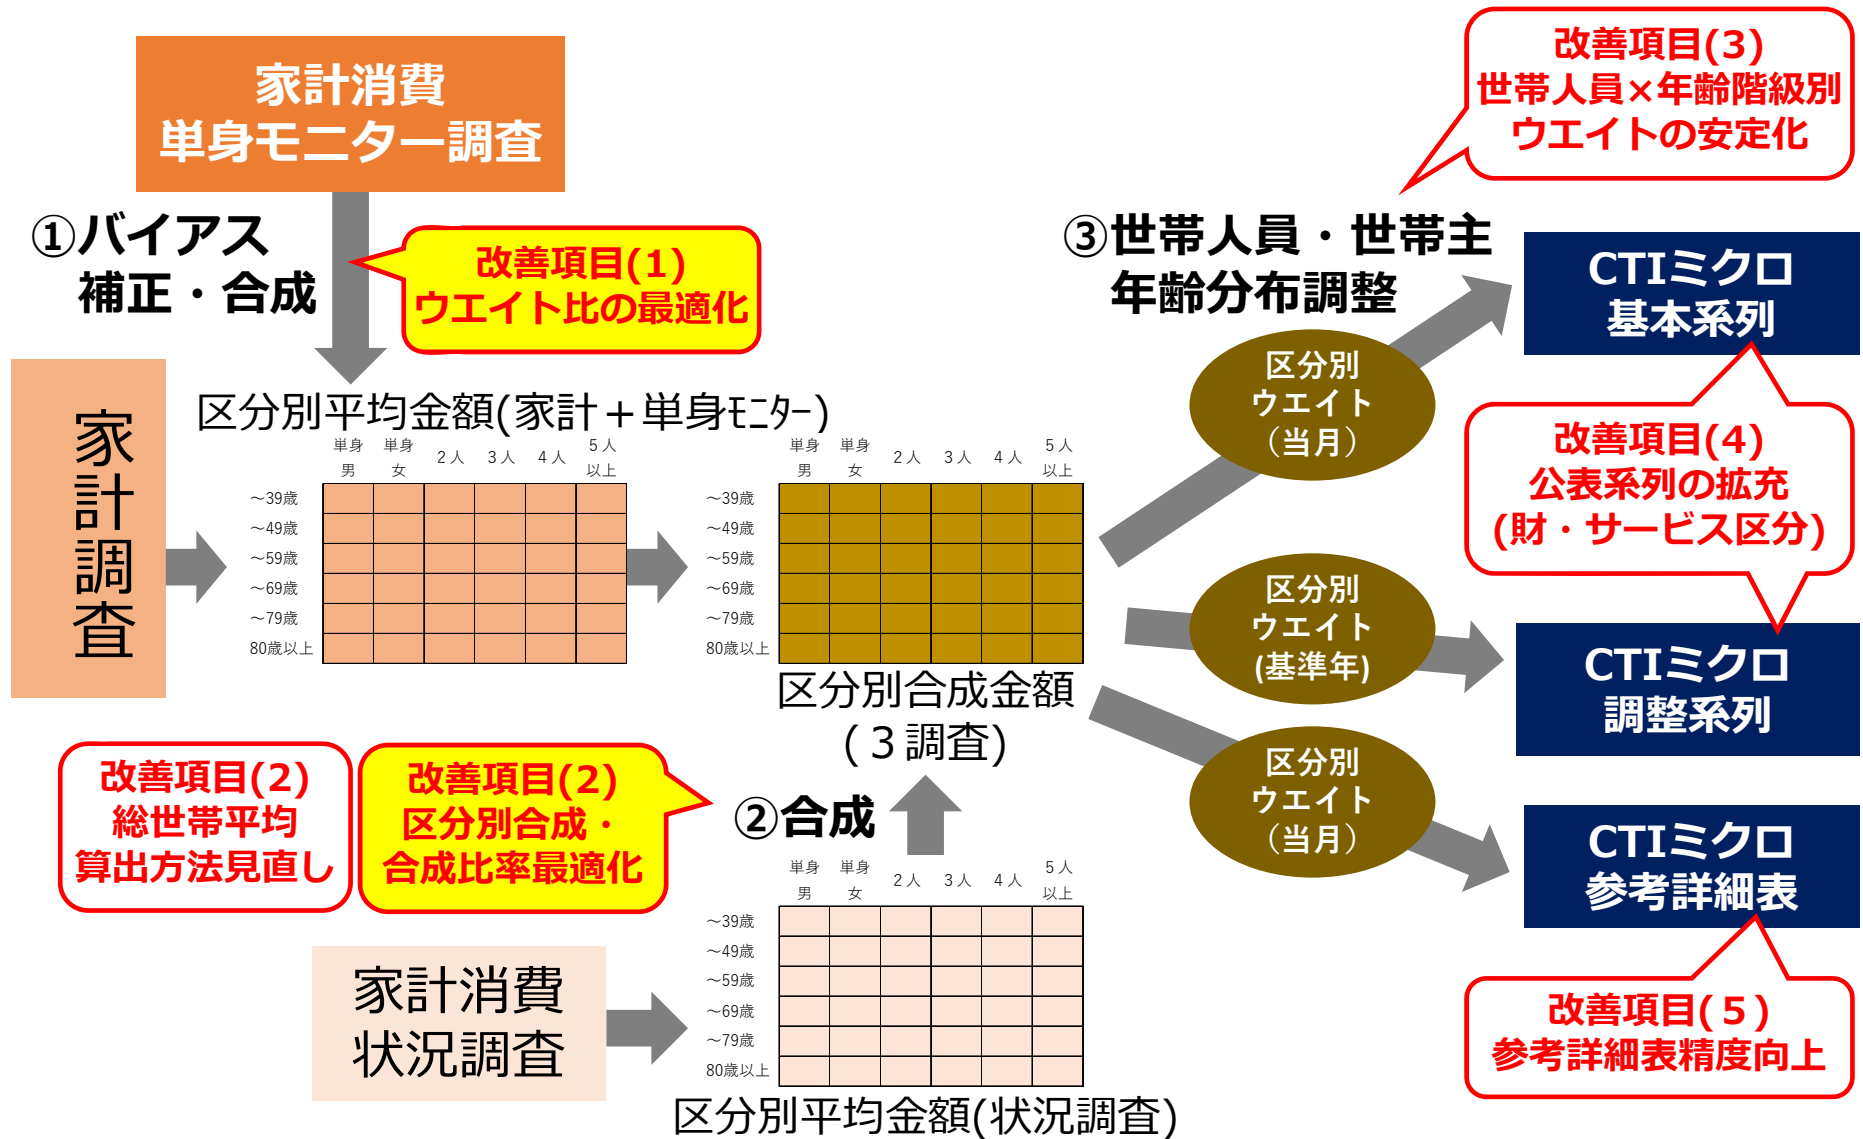 家計消費
単身モニター調査
①バイアス
補正・合成
改善項目(1)
ウエイト比の最適化
家計調査
区分別平均金額(家計＋単身ﾓﾆﾀｰ)
単身男 単身女 2人 3人 4人 5人以上
～39歳
～49歳
～59歳
～69歳
～79歳
80歳以上
単身男 単身女 2人 3人 4人 5人以上
～39歳
～49歳
～59歳
～69歳
～79歳
80歳以上
区分別合成金額
(３調査)
改善項目(2)
総世帯平均
算出方法見直し
改善項目(2)
区分別合成・
合成比率最適化
②合成
家計消費
状況調査
単身男 単身女 2人 3人 4人 5人以上
～39歳
～49歳
～59歳
～69歳
～79歳
80歳以上
区分別平均金額(状況調査)
改善項目(3)
世帯人員×年齢階級別
ウエイトの安定化
③世帯人員・世帯主
年齢分布調整
区分別
ウエイト
（当月）
CTIミクロ
基本系列
改善項目(4)
公表系列の拡充
(財・サービス区分)
区分別
ウエイト
(基準年)
CTIミクロ
調整系列
区分別
ウエイト
（当月）
CTIミクロ
参考詳細表
改善項目(５)
参考詳細表精度向上